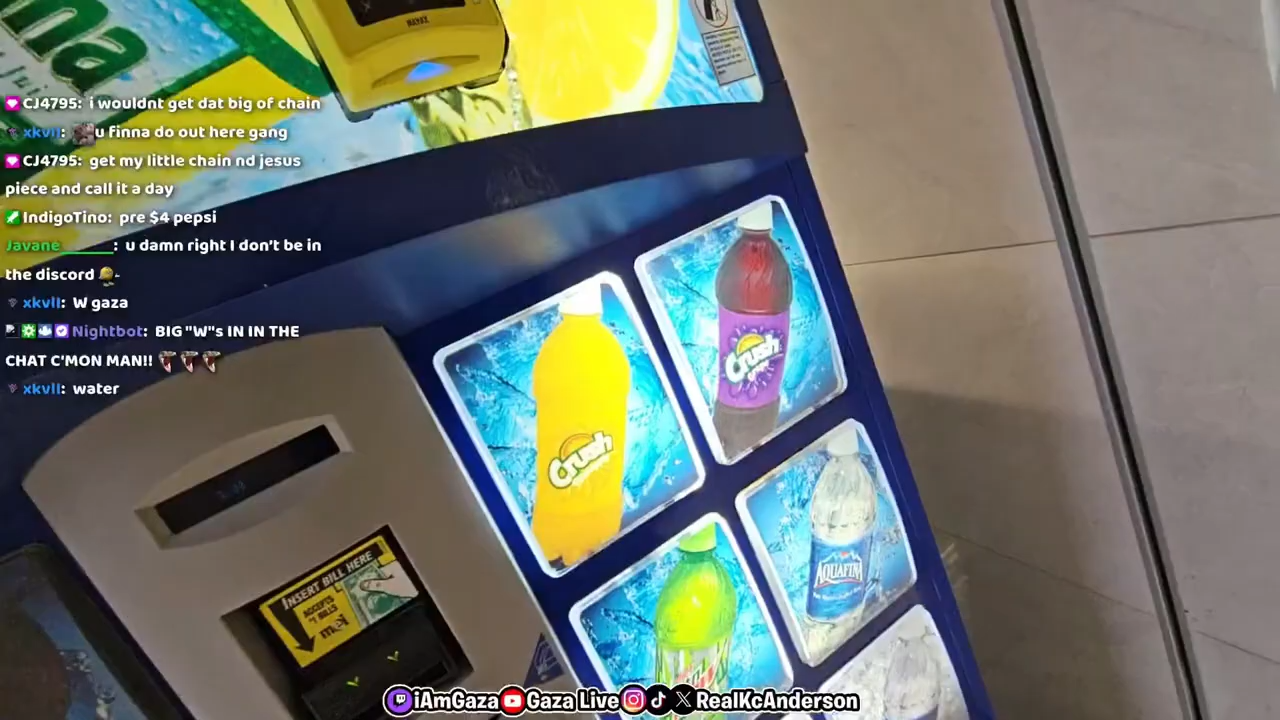 NAYAX
CJ4795: i wouldnt get dat big of chain
xkvll: u finna do out here gang
CJ4795: get my little chain nd jesus
piece and call it a day
IndigoTino: pre $4 pepsi
Javane_____: u damn right I don't be in
the discord
xkvll: W gaza
Nightbot: BIG "W"s IN IN THE
CHAT C'MON MAN!!
xkvll: water
Crush
Crush
AQUAFINA
INSERT BILL HERE
ACCEPTS
iAmGaza Gaza Live RealKcAnderson